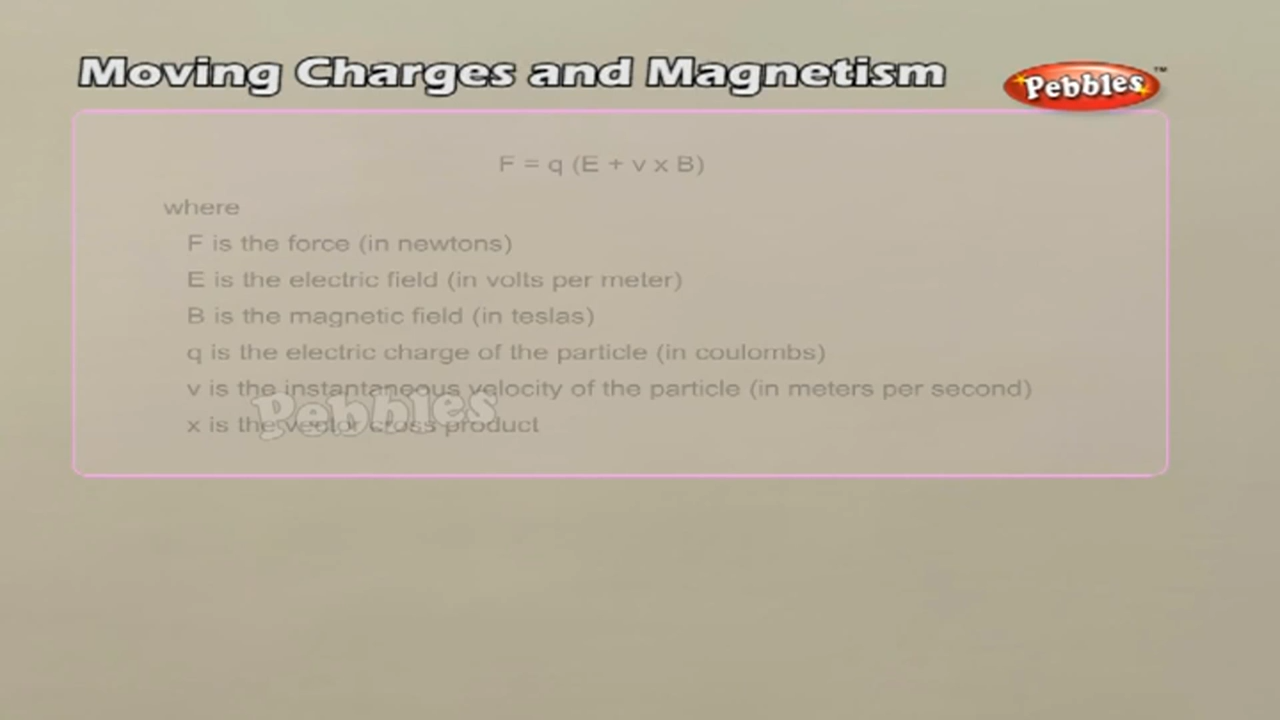 Moving Charges and Magnetism
Pebbles™
F = q (E + v x B)
where
F is the force (in newtons)
E is the electric field (in volts per meter)
B is the magnetic field (in teslas)
q is the electric charge of the particle (in coulombs)
v is the instantaneous velocity of the particle (in meters per second)
Pebbles
x is the vector cross product